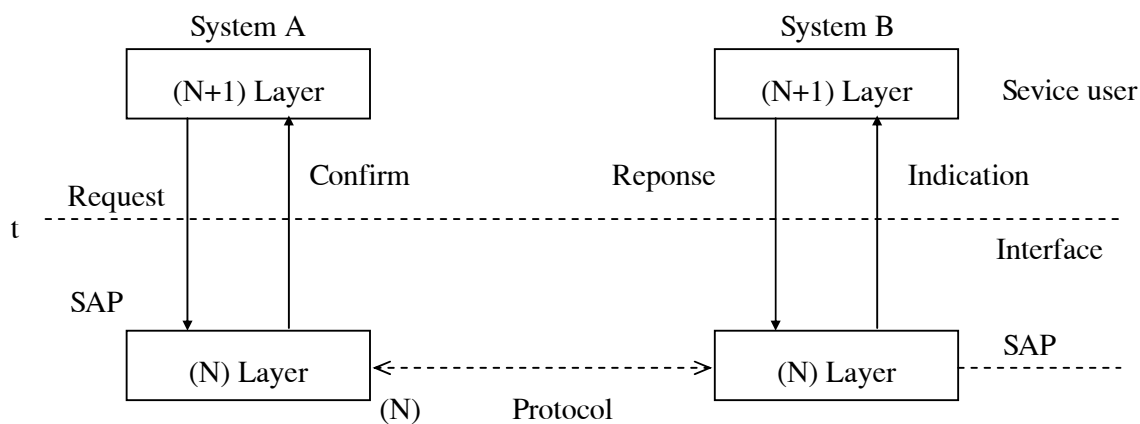 System A
System B
(N+1) Layer
(N+1) Layer
Sevice user
Confirm
Reponse
Indication
Request
t
Interface
SAP
(N) Layer
(N) Layer
SAP
(N)
Protocol